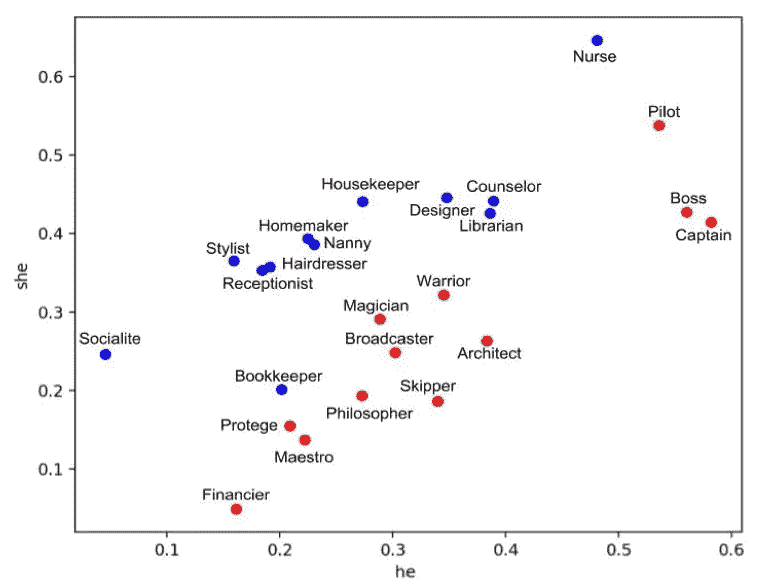 Nurse
0.6
Pilot
0.5
Housekeeper
Counselor
Boss
Designer
Librarian
Captain
0.4
Homemaker
Nanny
Stylist
Hairdresser
Receptionist
she
Warrior
0.3
Magician
Socialite
Broadcaster
Architect
Bookkeeper
Skipper
0.2
Philosopher
Protege
Maestro
0.1
Financier
0.1 0.2 0.3 0.4 0.5 0.6
he